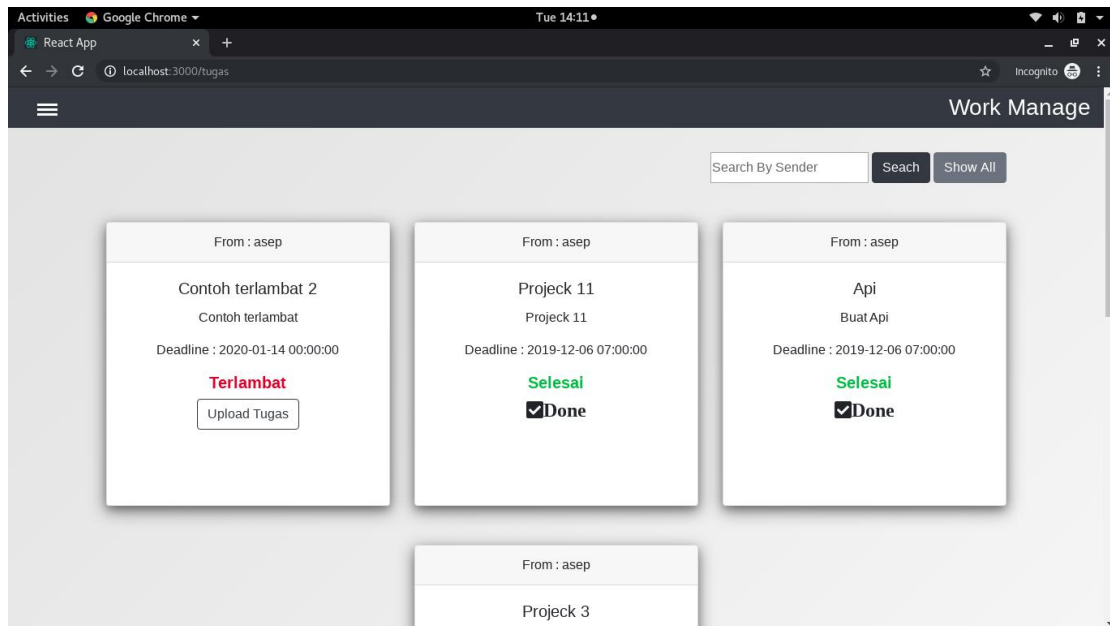 Activities Google Chrome Tue 14:11
React App
localhost:3000/tugas Incognito
Work Manage
Search By Sender Seach Show All
From : asep From : asep From : asep
Contoh terlambat 2 Projeck 11 Api
Contoh terlambat Projeck 11 Buat Api
Deadline : 2020-01-14 00:00:00 Deadline : 2019-12-06 07:00:00 Deadline : 2019-12-06 07:00:00
Terlambat Selesai Selesai
Upload Tugas Done Done
From : asep
Projeck 3